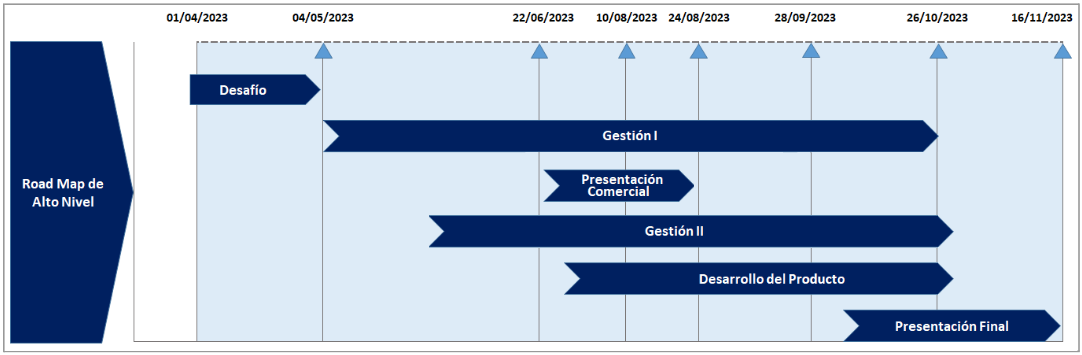 01/04/2023 04/05/2023 22/06/2023 10/08/2023 24/08/2023 28/09/2023 26/10/2023 16/11/2023
Desafío
Gestión I
Presentación
Comercial
Road Map de
Alto Nivel
Gestión II
Desarrollo del Producto
Presentación Final